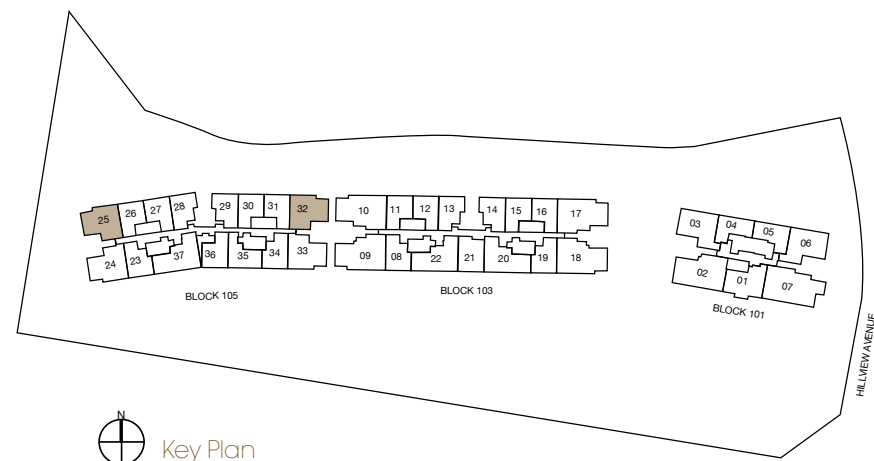 25 26 27 28 29 30 31 32 10 11 12 13 14 15 16 17 03 04 05 06
24 23 37 36 35 34 33 09 08 22 21 20 19 18 02 01 07
BLOCK 105 BLOCK 103 BLOCK 101
HILLVIEW AVENUE
N
Key Plan